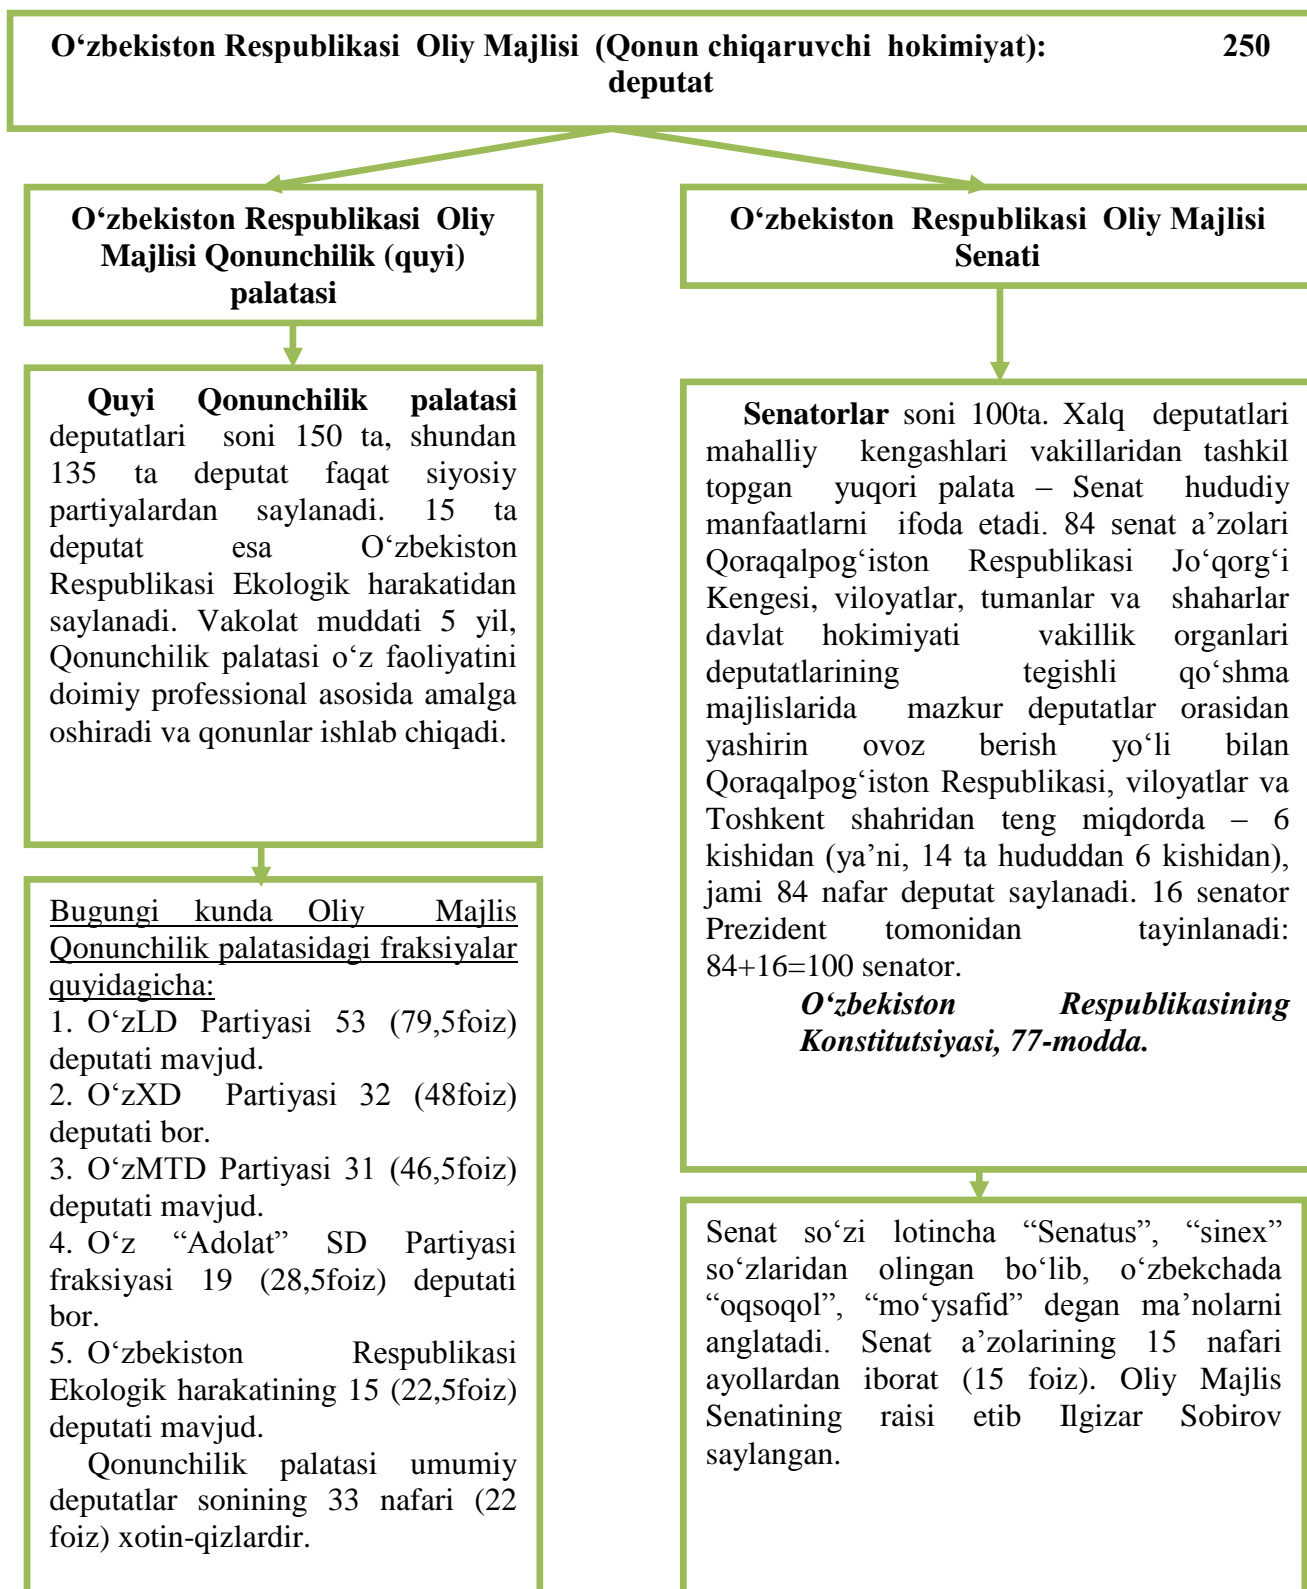 O‘zbekiston Respublikasi Oliy Majlisi (Qonun chiqaruvchi hokimiyat): 250
deputat
O‘zbekiston Respublikasi Oliy
Majlisi Qonunchilik (quyi)
palatasi
Quyi Qonunchilik palatasi
deputatlari soni 150 ta, shundan
135 ta deputat faqat siyosiy
partiyalardan saylanadi. 15 ta
deputat esa O‘zbekiston
Respublikasi Ekologik harakatidan
saylanadi. Vakolat muddati 5 yil,
Qonunchilik palatasi o‘z faoliyatini
doimiy professional asosida amalga
oshiradi va qonunlar ishlab chiqadi.
Bugungi kunda Oliy Majlis
Qonunchilik palatasidagi fraksiyalar
quyidagicha:
1. O‘zLD Partiyasi 53 (79,5foiz)
deputati mavjud.
2. O‘zXD Partiyasi 32 (48foiz)
deputati bor.
3. O‘zMTD Partiyasi 31 (46,5foiz)
deputati mavjud.
4. O‘z “Adolat” SD Partiyasi
fraksiyasi 19 (28,5foiz) deputati
bor.
5. O‘zbekiston Respublikasi
Ekologik harakatining 15 (22,5foiz)
deputati mavjud.
Qonunchilik palatasi umumiy
deputatlar sonining 33 nafari (22
foiz) xotin-qizlardir.
O‘zbekiston Respublikasi Oliy Majlisi
Senati
Senatorlar soni 100ta. Xalq deputatlari
mahalliy kengashlari vakillaridan tashkil
topgan yuqori palata – Senat hududiy
manfaatlarni ifoda etadi. 84 senat a’zolari
Qoraqalpog‘iston Respublikasi Jo‘qorg‘i
Kengesi, viloyatlar, tumanlar va shaharlar
davlat hokimiyati vakillik organlari
deputatlarining tegishli qo‘shma
majlislarida mazkur deputatlar orasidan
yashirin ovoz berish yo‘li bilan
Qoraqalpog‘iston Respublikasi, viloyatlar va
Toshkent shahridan teng miqdorda – 6
kishidan (ya’ni, 14 ta hududdan 6 kishidan),
jami 84 nafar deputat saylanadi. 16 senator
Prezident tomonidan tayinlanadi:
84+16=100 senator.
O‘zbekiston Respublikasining
Konstitutsiyasi, 77-modda.
Senat so‘zi lotincha “Senatus”, “sinex”
so‘zlaridan olingan bo‘lib, o‘zbekchada
“oqsoqol”, “mo‘ysafid” degan ma’nolarni
anglatadi. Senat a’zolarining 15 nafari
ayollardan iborat (15 foiz). Oliy Majlis
Senatining raisi etib Ilgizar Sobirov
saylangan.